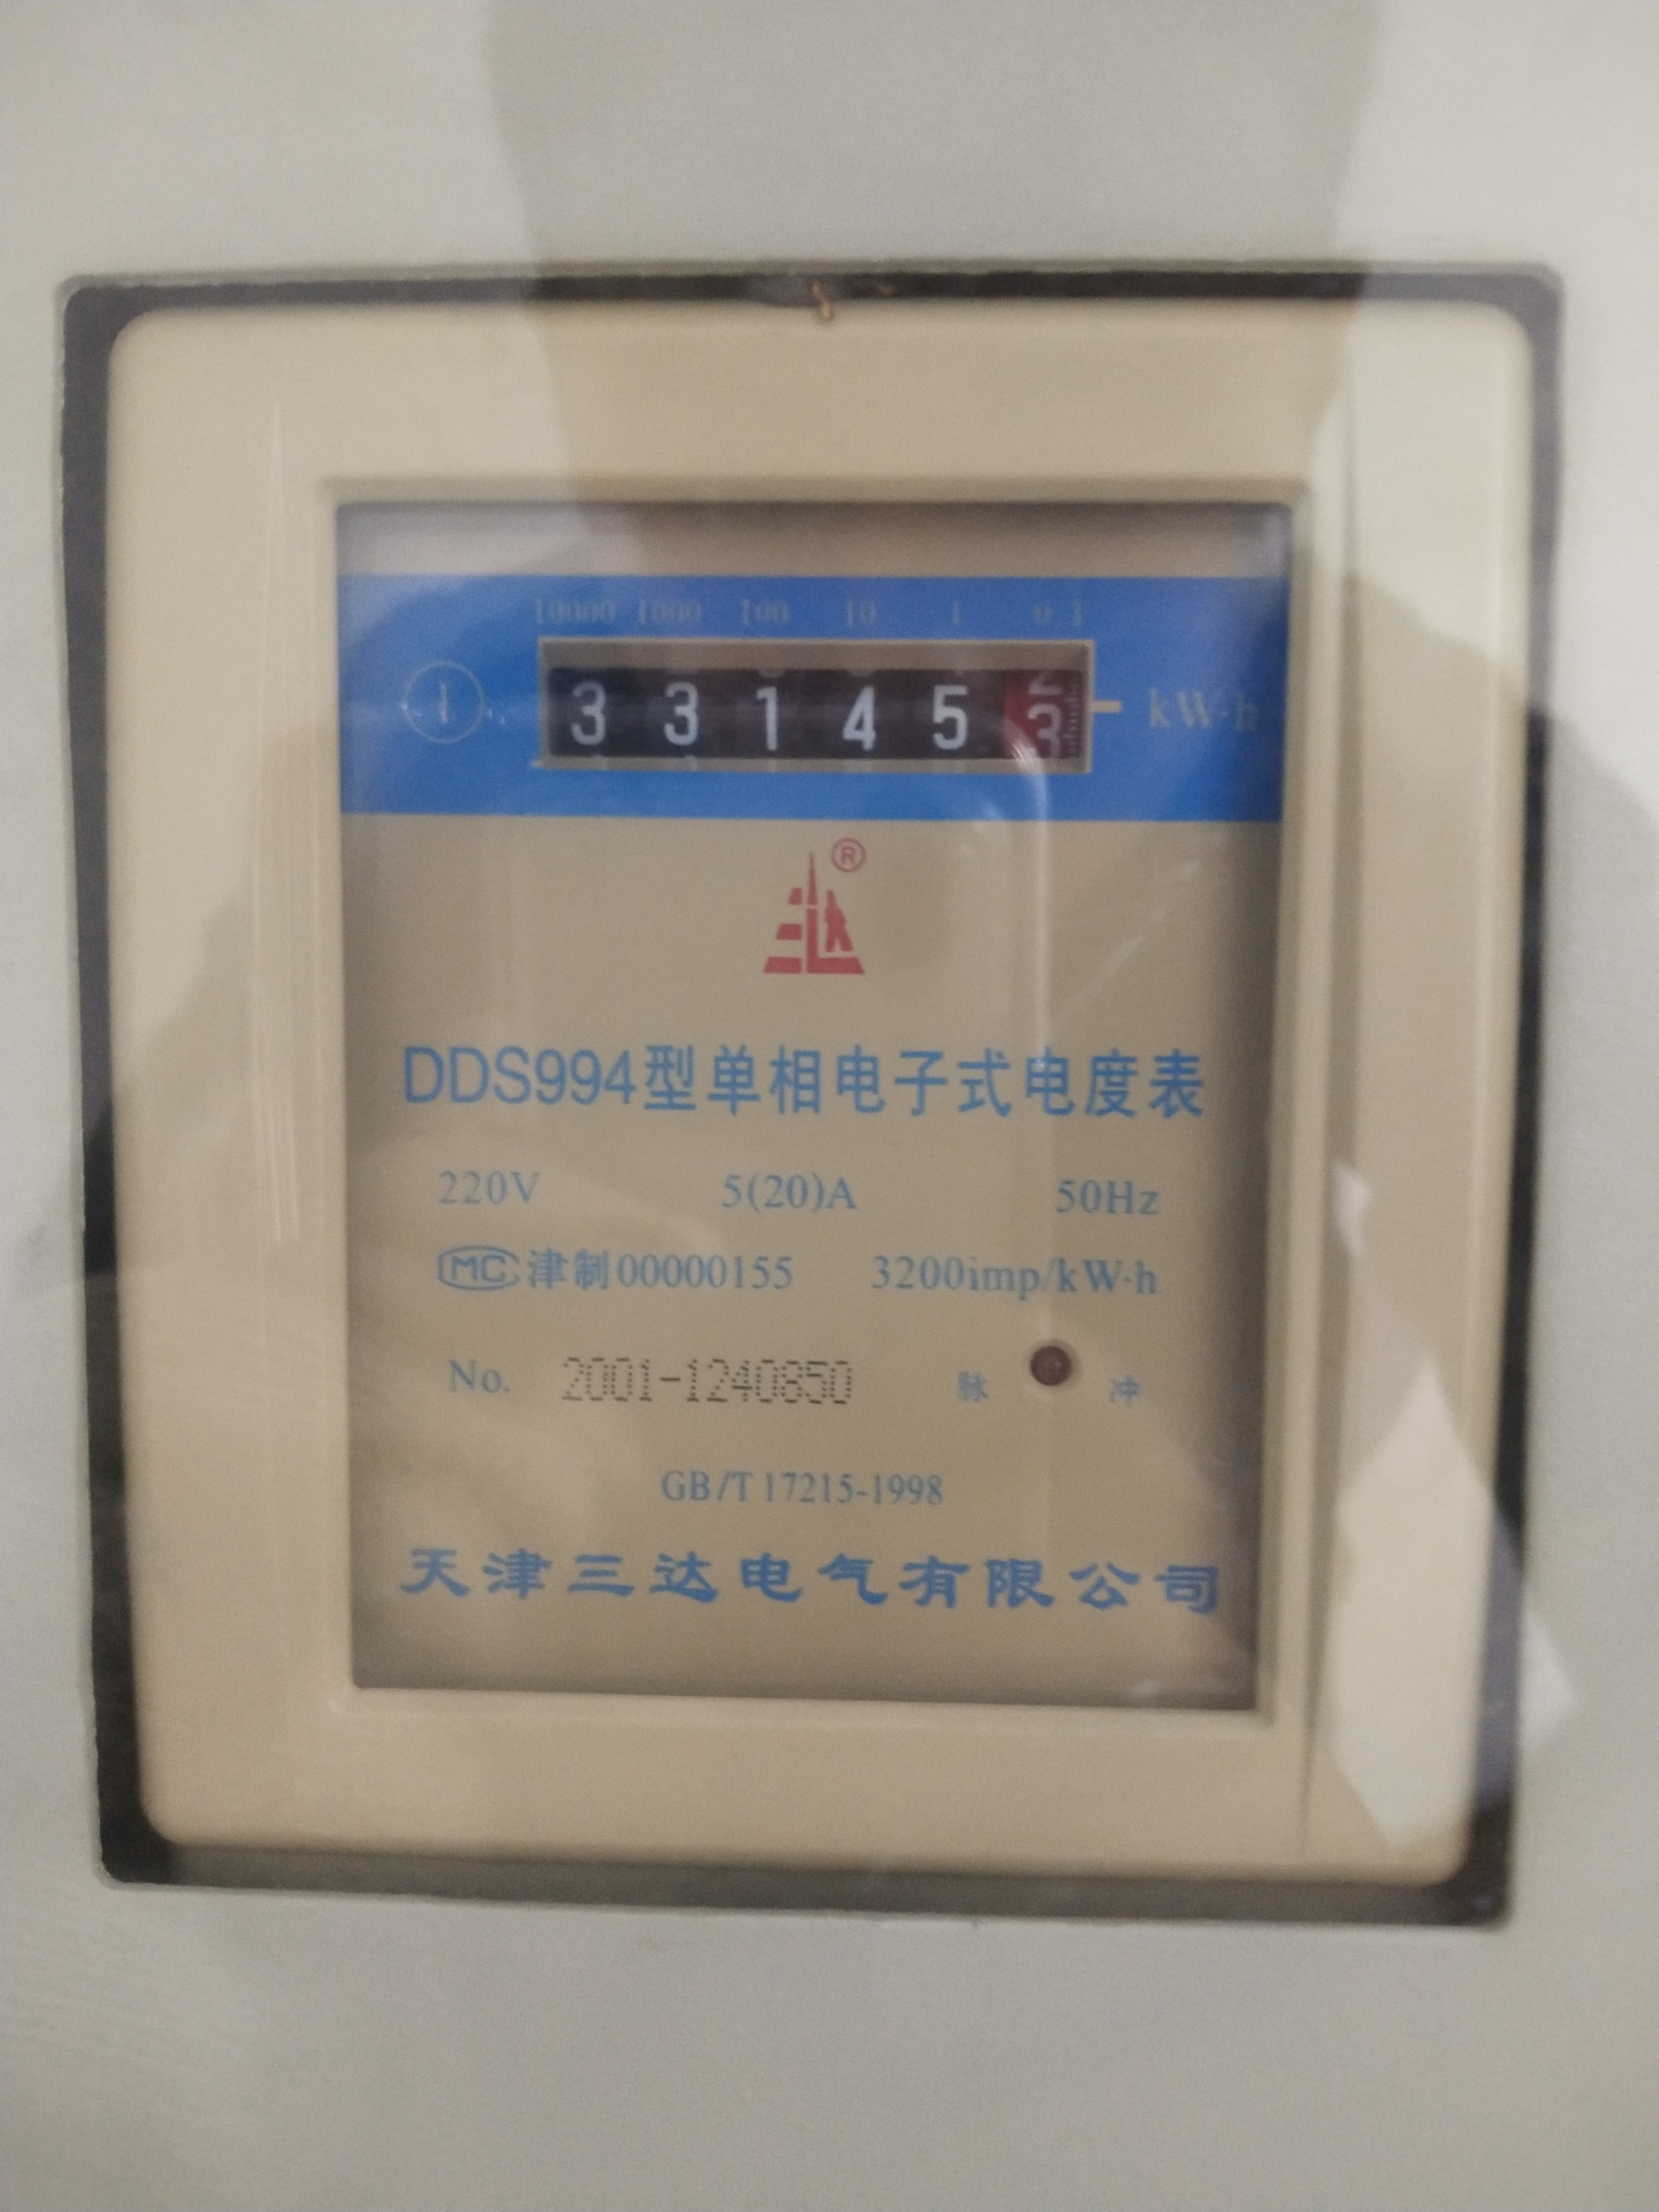 10000 1000 100 10 1 0.1
1 3 3 1 4 5 3 kW·h
®
DDS994型单相电子式电度表
220V 5(20)A 50Hz
MC 津制00000155 3200imp/kW·h
No. 2001-1240850 脉 冲
GB/T 17215-1998
天津三达电气有限公司